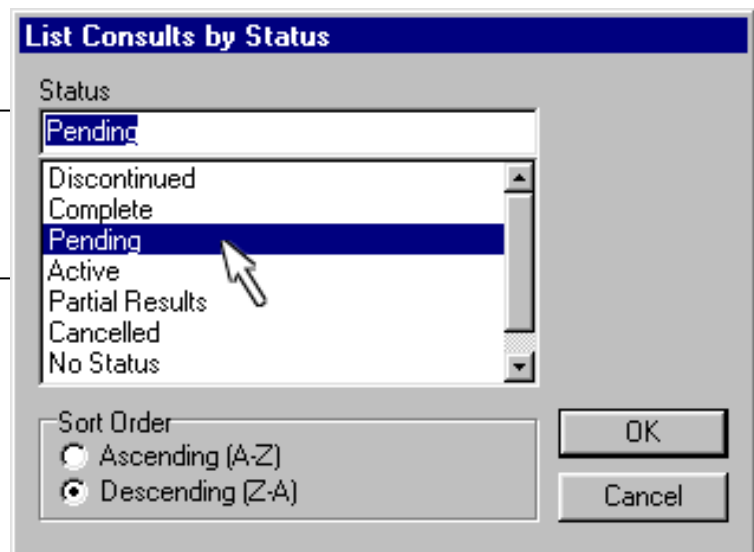 List Consults by Status
Status
Pending
Discontinued
Complete
Pending
Active
Partial Results
Cancelled
No Status
Sort Order
Ascending (A-Z)
Descending (Z-A)
OK
Cancel